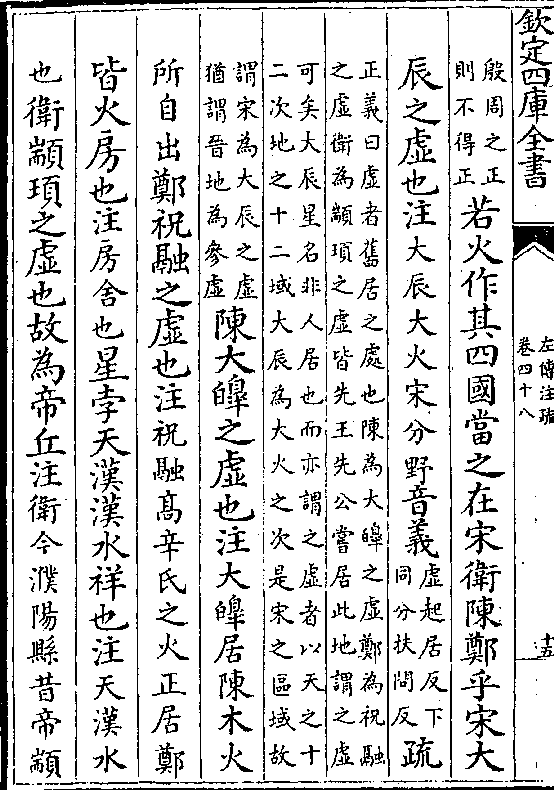 欽定四庫全書
左傳注疏
卷四十八
十五
殷周之正
則不得正
若火作其四國當之在宋衛陳鄭乎宋大
辰之虛也注大辰大火宋分野音義
虛起居反下
同分扶問反
疏
正義曰虛者舊居之處也陳為大皥之虛鄭為祝融
之虛衛為顓頊之虛皆先王先公嘗居此地謂之虛
可矣大辰星名非人居也而亦謂之虛者以天之十
二次地之十二域大辰為大火之次是宋之區域故
謂宋為大辰之虛
猶謂晉地為參虛
陳大皥之虛也注大皥居陳木火
所自出鄭祝融之虛也注祝融髙辛氏之火正居鄭
皆火房也注房舍也星孛天漢漢水祥也注天漢水
也衛顓頊之虛也故為帝丘注衛今濮陽縣昔帝顓